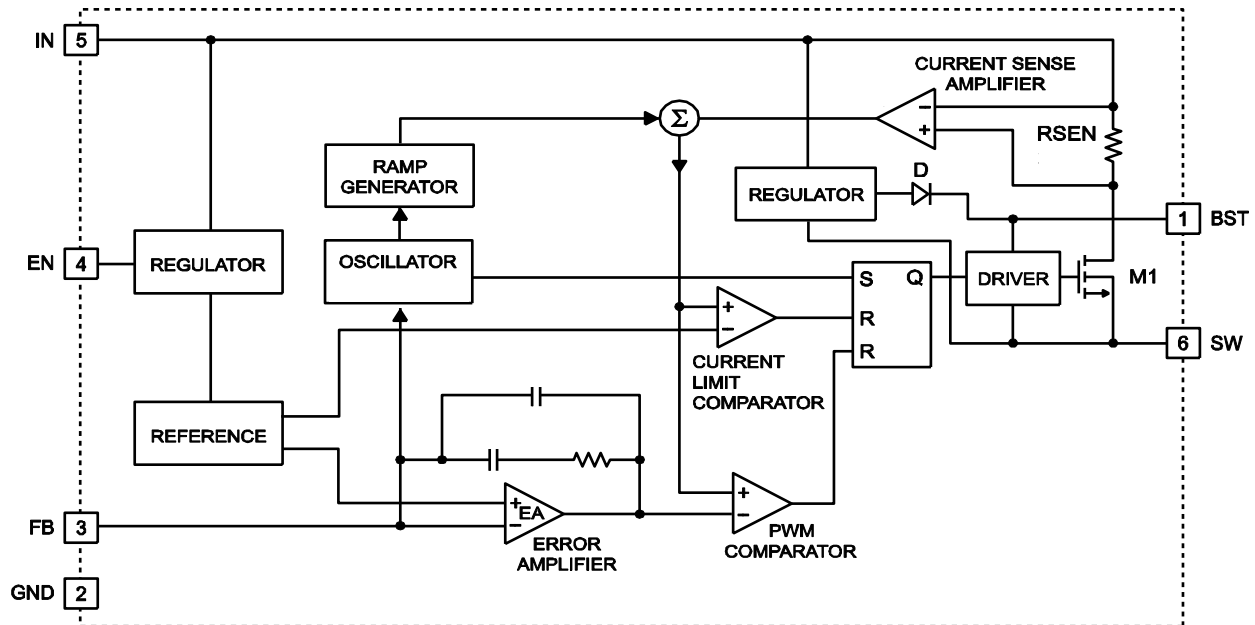 IN 5
CURRENT SENSE
AMPLIFIER
−
+
Σ
RSEN
RAMP
GENERATOR
D
REGULATOR
1 BST
EN 4
REGULATOR
OSCILLATOR
S Q
DRIVER
M1
+
−
R
R
6 SW
CURRENT
LIMIT
COMPARATOR
REFERENCE
+
EA
−
+
−
FB 3
ERROR
AMPLIFIER
PWM
COMPARATOR
GND 2